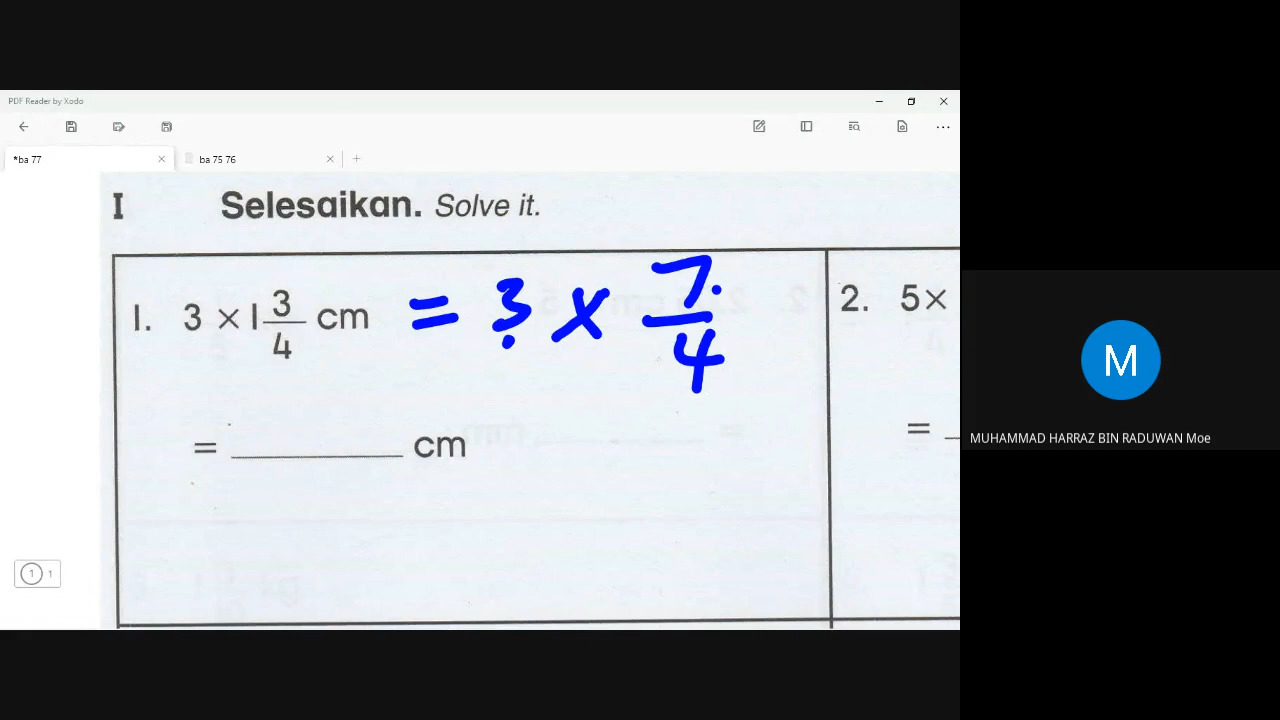 PDF Reader by Xodo
*ba 77
ba 75 76
I Selesaikan. Solve it.
1. 3 × 1 3/4 cm = 3 × 7/4
= ________ cm
2. 5×
= _
1 1
M
MUHAMMAD HARRAZ BIN RADUWAN Moe